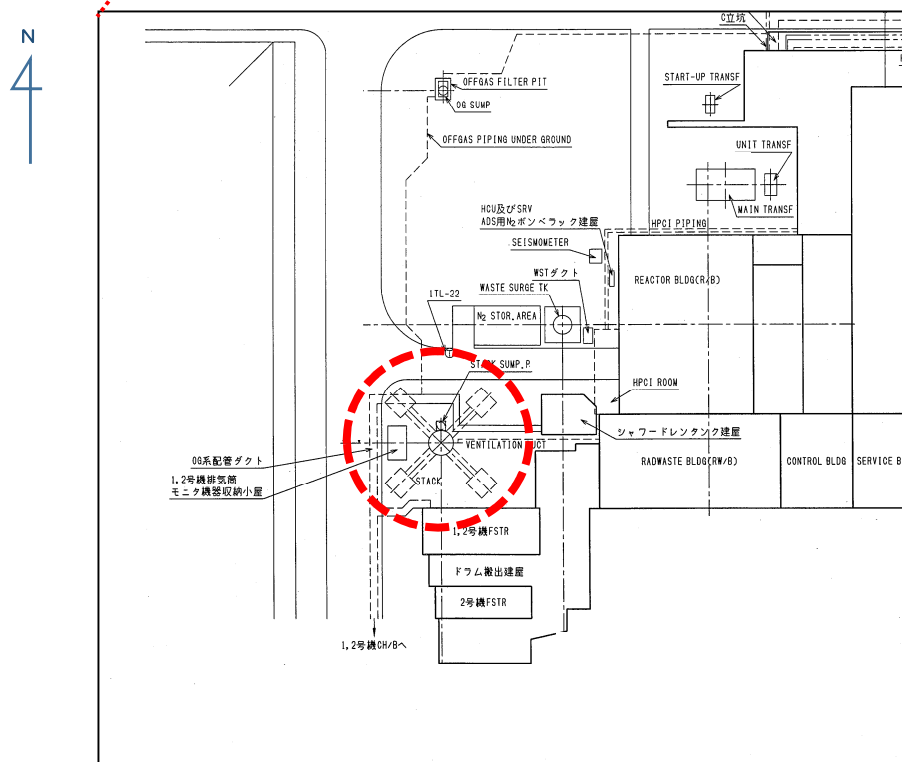 N
C立坑
START-UP TRANSF
OFFGAS FILTER PIT
OG SUMP
OFFGAS PIPING UNDER GROUND
UNIT TRANSF
MAIN TRANSF
HCU及びSRV
ADS用N₂ボンベラック建屋
HPCI PIPING
SEISMOMETER
WSTダクト
REACTOR BLDG(R/B)
WASTE SURGE TK
1TL-22
N₂ STOR.AREA
STACK SUMP.P
HPCI ROOM
シャワードレンタンク建屋
VENTILATION DUCT
OG系配管ダクト
RADWASTE BLDG(RW/B)
CONTROL BLDG
SERVICE B
1,2号機排気筒
モニタ機器収納小屋
STACK
1,2号機FSTR
ドラム搬出建屋
2号機FSTR
1,2号機CH/Bへ